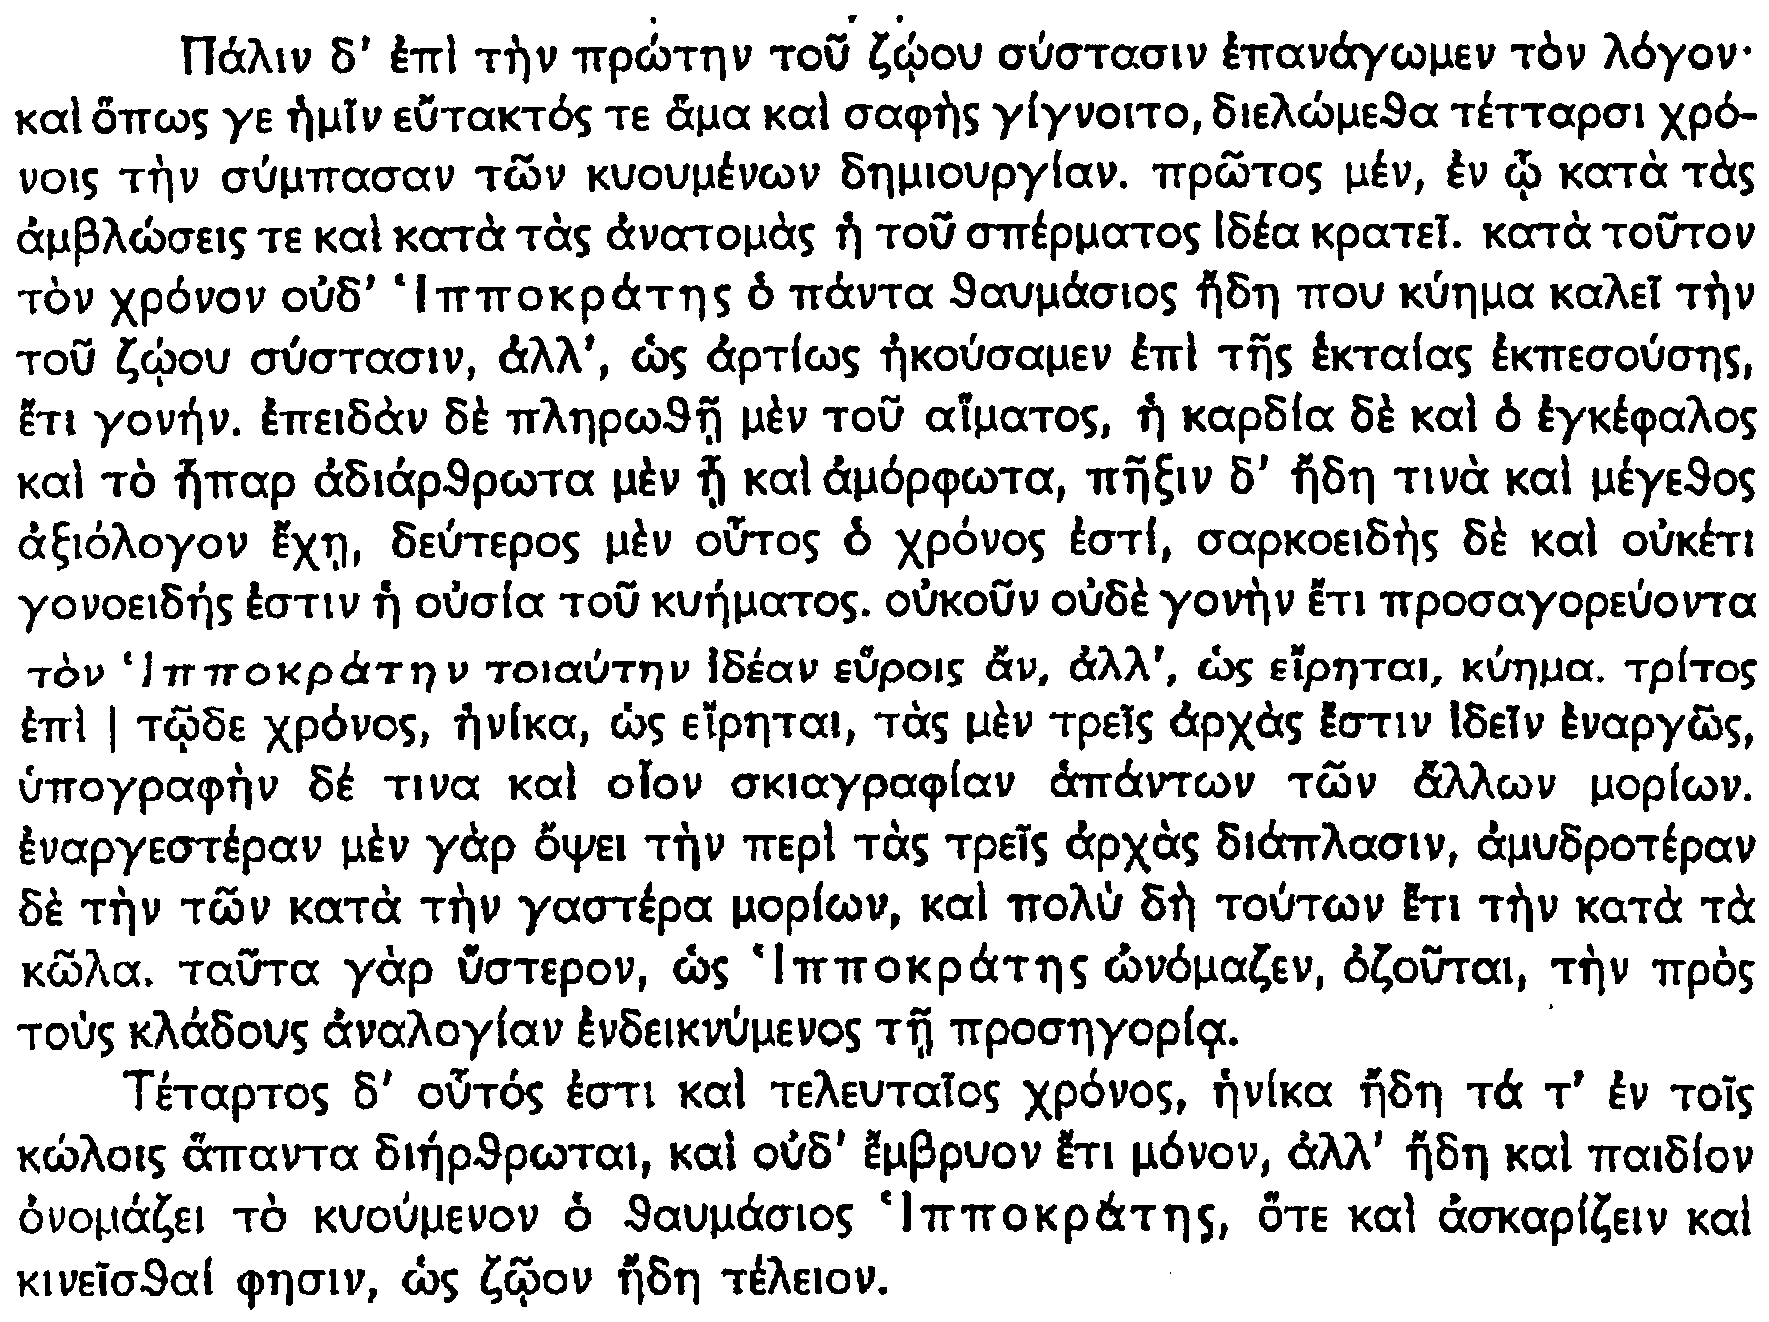 Πάλιν δ' ἐπὶ τὴν πρώτην τοῦ ζῴου σύστασιν ἐπανάγωμεν τὸν λόγον·
καὶ ὅπως γε ἡμῖν εὔτακτός τε ἅμα καὶ σαφὴς γίγνοιτο, διελώμεθα τέτταρσι χρό-
νοις τὴν σύμπασαν τῶν κυουμένων δημιουργίαν. πρῶτος μέν, ἐν ᾧ κατὰ τὰς
ἀμβλώσεις τε καὶ κατὰ τὰς ἀνατομὰς ἡ τοῦ σπέρματος ἰδέα κρατεῖ. κατὰ τοῦτον
τὸν χρόνον οὐδ' Ἱπποκράτης ὁ πάντα θαυμάσιος ἤδη που κύημα καλεῖ τὴν
τοῦ ζῴου σύστασιν, ἀλλ', ὡς ἀρτίως ἠκούσαμεν ἐπὶ τῆς ἑκταίας ἐκπεσούσης,
ἔτι γονήν. ἐπειδὰν δὲ πληρωθῇ μὲν τοῦ αἵματος, ἡ καρδία δὲ καὶ ὁ ἐγκέφαλος
καὶ τὸ ἧπαρ ἀδιάρθρωτα μὲν ᾖ καὶ ἀμόρφωτα, πῆξιν δ' ἤδη τινὰ καὶ μέγεθος
ἀξιόλογον ἔχῃ, δεύτερος μὲν οὗτος ὁ χρόνος ἐστί, σαρκοειδὴς δὲ καὶ οὐκέτι
γονοειδής ἐστιν ἡ οὐσία τοῦ κυήματος. οὐκοῦν οὐδὲ γονὴν ἔτι προσαγορεύοντα
τὸν Ἱπποκράτην τοιαύτην ἰδέαν εὕροις ἄν, ἀλλ', ὡς εἴρηται, κύημα. τρίτος
ἐπὶ | τῷδε χρόνος, ἡνίκα, ὡς εἴρηται, τὰς μὲν τρεῖς ἀρχὰς ἔστιν ἰδεῖν ἐναργῶς,
ὑπογραφὴν δέ τινα καὶ οἷον σκιαγραφίαν ἁπάντων τῶν ἄλλων μορίων.
ἐναργεστέραν μὲν γὰρ ὄψει τὴν περὶ τὰς τρεῖς ἀρχὰς διάπλασιν, ἀμυδροτέραν
δὲ τὴν τῶν κατὰ τὴν γαστέρα μορίων, καὶ πολὺ δὴ τούτων ἔτι τὴν κατὰ τὰ
κῶλα. ταῦτα γὰρ ὕστερον, ὡς Ἱπποκράτης ὠνόμαζεν, ὀζοῦται, τὴν πρὸς
τοὺς κλάδους ἀναλογίαν ἐνδεικνύμενος τῇ προσηγορίᾳ.
Τέταρτος δ' οὗτός ἐστι καὶ τελευταῖος χρόνος, ἡνίκα ἤδη τά τ' ἐν τοῖς
κώλοις ἅπαντα διήρθρωται, καὶ οὐδ' ἔμβρυον ἔτι μόνον, ἀλλ' ἤδη καὶ παιδίον
ὀνομάζει τὸ κυούμενον ὁ θαυμάσιος Ἱπποκράτης, ὅτε καὶ ἀσκαρίζειν καὶ
κινεῖσθαί φησιν, ὡς ζῷον ἤδη τέλειον.